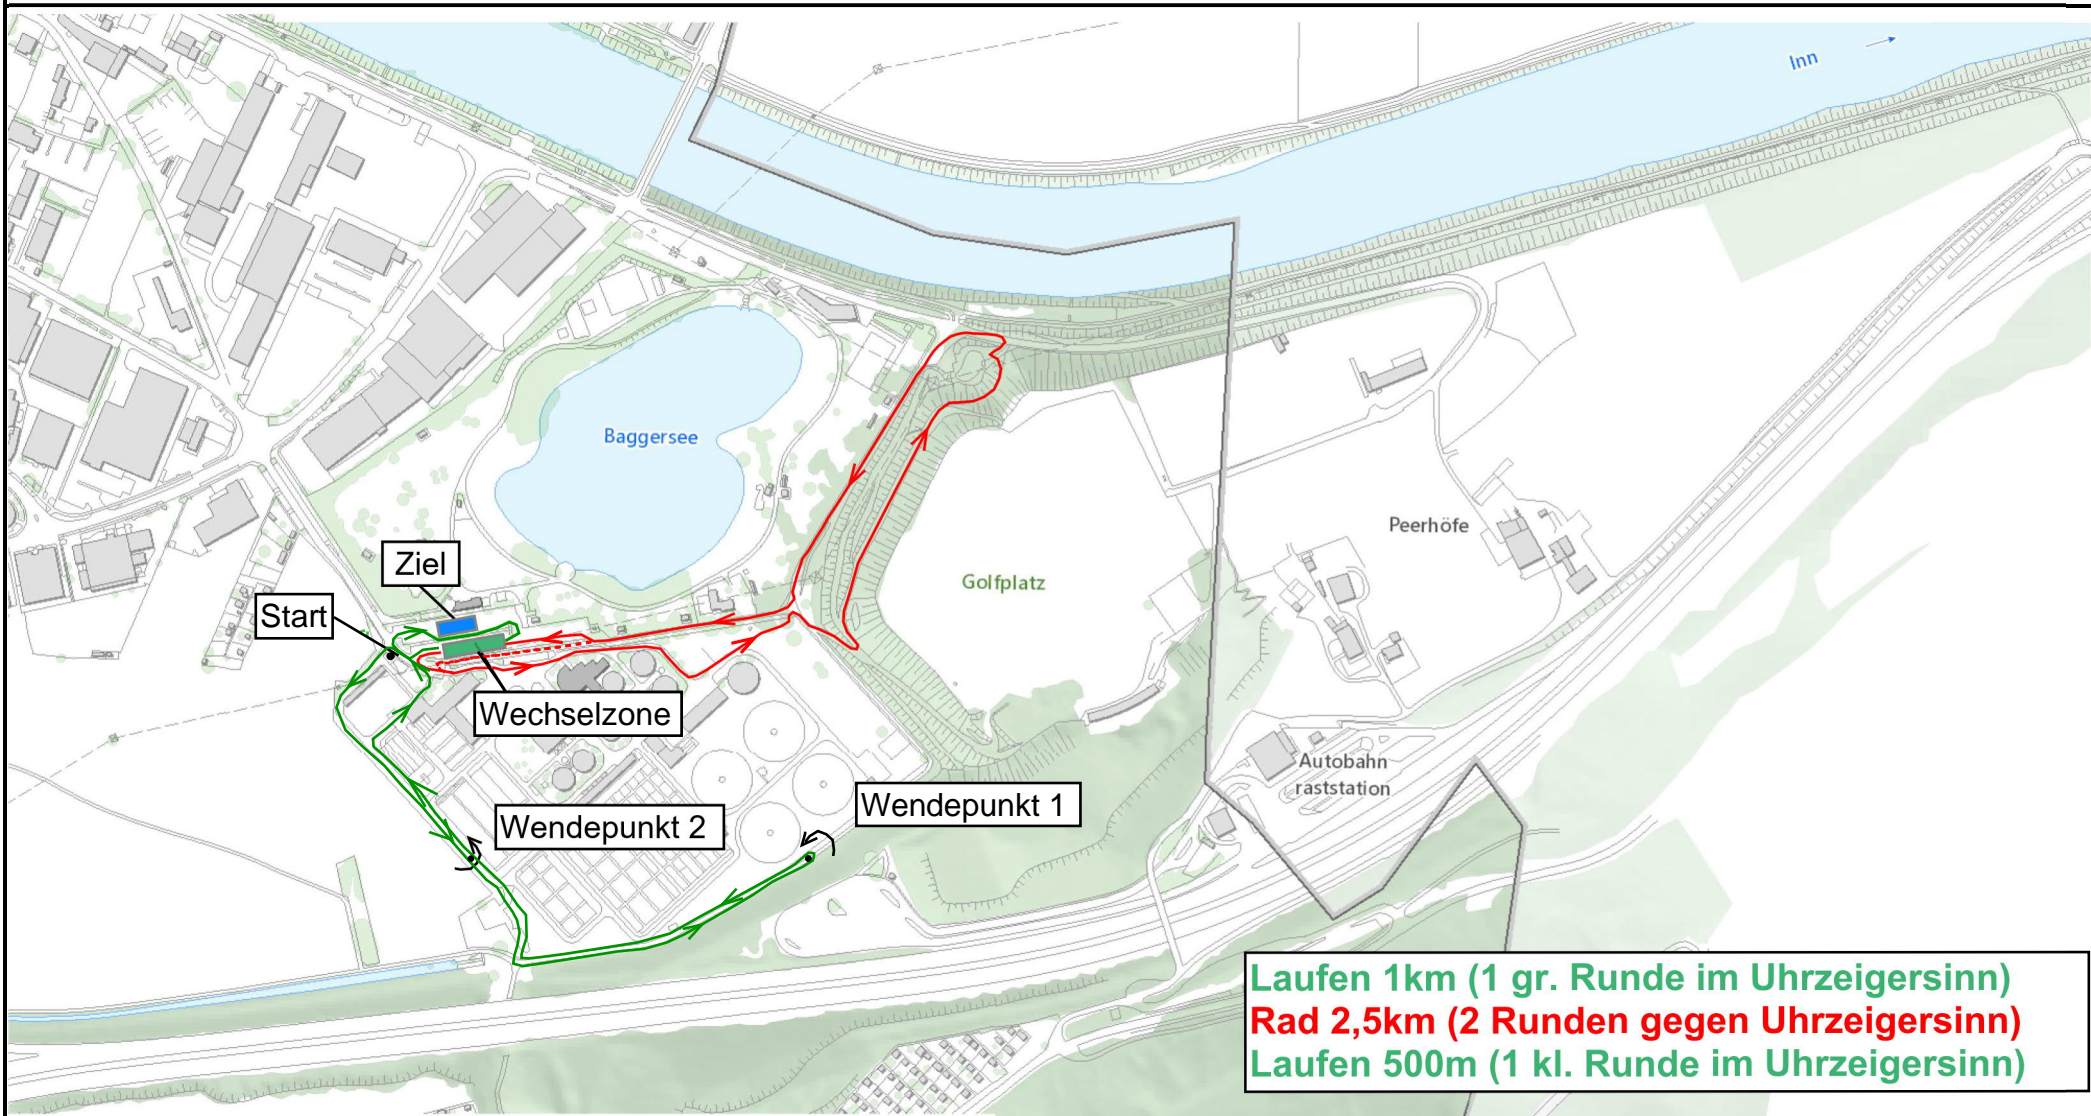 Inn
Baggersee
Peerhöfe
Ziel
Golfplatz
Start
Wechselzone
Autobahn
raststation
Wendepunkt 1
Wendepunkt 2
Laufen 1km (1 gr. Runde im Uhrzeigersinn)
Rad 2,5km (2 Runden gegen Uhrzeigersinn)
Laufen 500m (1 kl. Runde im Uhrzeigersinn)